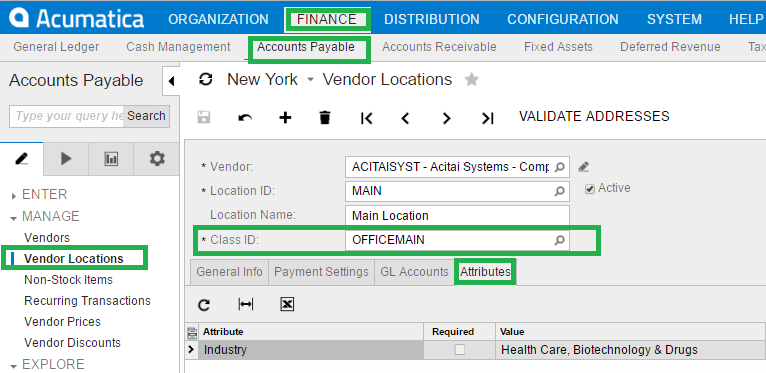 Acumatica
ORGANIZATION FINANCE DISTRIBUTION CONFIGURATION SYSTEM HELP
General Ledger Cash Management Accounts Payable Accounts Receivable Fixed Assets Deferred Revenue Tax
Accounts Payable
New York Vendor Locations
Type your query he Search
VALIDATE ADDRESSES
* Vendor: ACITAISYST - Acitai Systems - Comp
* Location ID: MAIN Active
Location Name: Main Location
* Class ID: OFFICEMAIN
ENTER
MANAGE
Vendors
Vendor Locations
Non-Stock Items
Recurring Transactions
Vendor Prices
Vendor Discounts
EXPLORE
General Info Payment Settings GL Accounts Attributes
Attribute Required Value
Industry Health Care, Biotechnology & Drugs